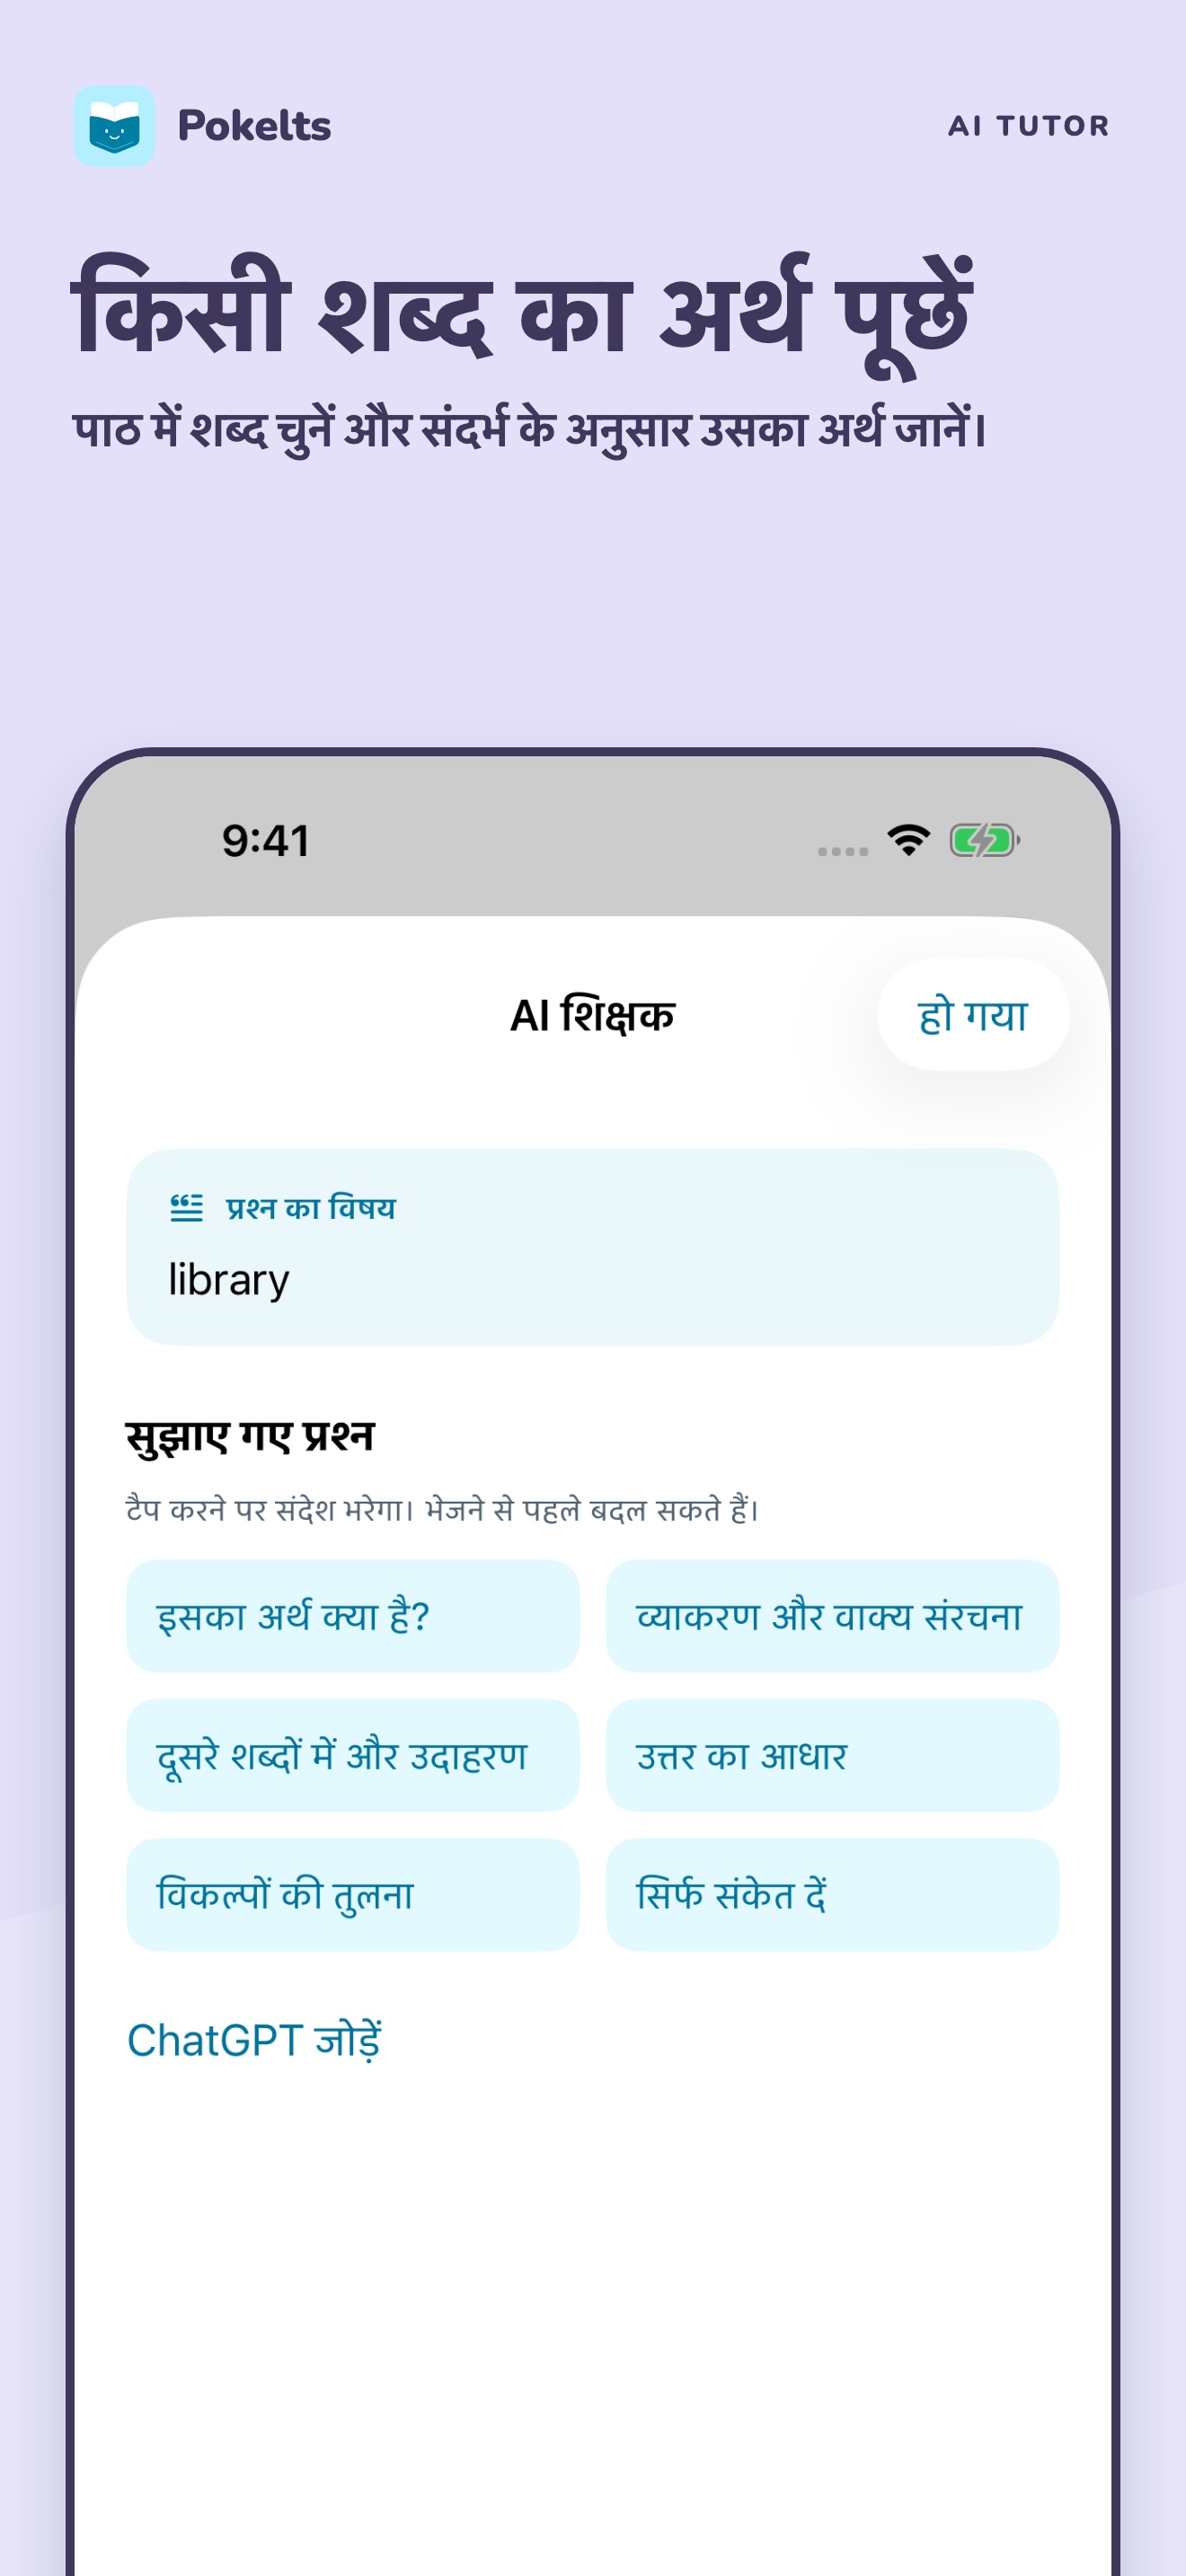 Pokelts
AI TUTOR
किसी शब्द का अर्थ पूछें
पाठ में शब्द चुनें और संदर्भ के अनुसार उसका अर्थ जानें।
9:41
AI शिक्षक
हो गया
प्रश्न का विषय
library
सुझाए गए प्रश्न
टैप करने पर संदेश भरेगा। भेजने से पहले बदल सकते हैं।
इसका अर्थ क्या है?
व्याकरण और वाक्य संरचना
दूसरे शब्दों में और उदाहरण
उत्तर का आधार
विकल्पों की तुलना
सिर्फ संकेत दें
ChatGPT जोड़ें